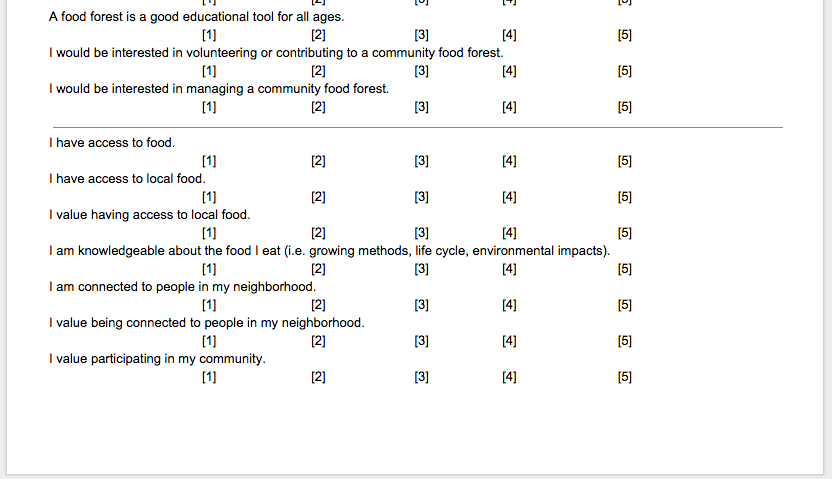 A food forest is a good educational tool for all ages.
[1] [2] [3] [4] [5]
I would be interested in volunteering or contributing to a community food forest.
[1] [2] [3] [4] [5]
I would be interested in managing a community food forest.
[1] [2] [3] [4] [5]
I have access to food.
[1] [2] [3] [4] [5]
I have access to local food.
[1] [2] [3] [4] [5]
I value having access to local food.
[1] [2] [3] [4] [5]
I am knowledgeable about the food I eat (i.e. growing methods, life cycle, environmental impacts).
[1] [2] [3] [4] [5]
I am connected to people in my neighborhood.
[1] [2] [3] [4] [5]
I value being connected to people in my neighborhood.
[1] [2] [3] [4] [5]
I value participating in my community.
[1] [2] [3] [4] [5]